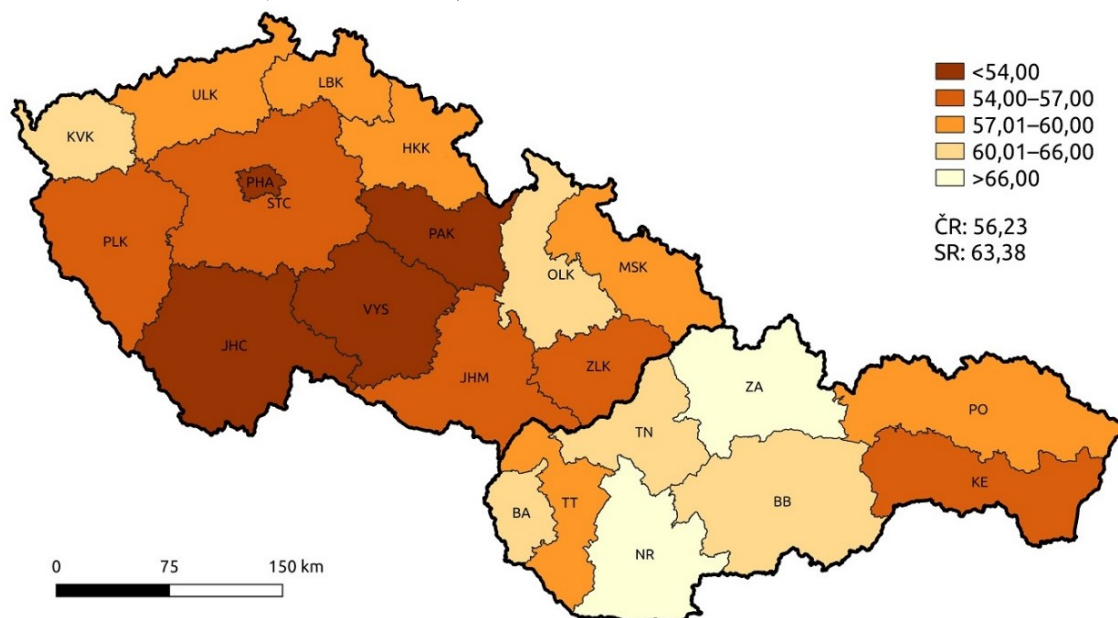 <54,00
54,00–57,00
57,01–60,00
60,01–66,00
>66,00
ČR: 56,23
SR: 63,38
ULK
LBK
KVK
HKK
PHA
STC
PLK
PAK
OLK
MSK
VYS
JHC
JHM
ZLK
ZA
PO
TN
KE
BA
TT
BB
NR
0 75 150 km